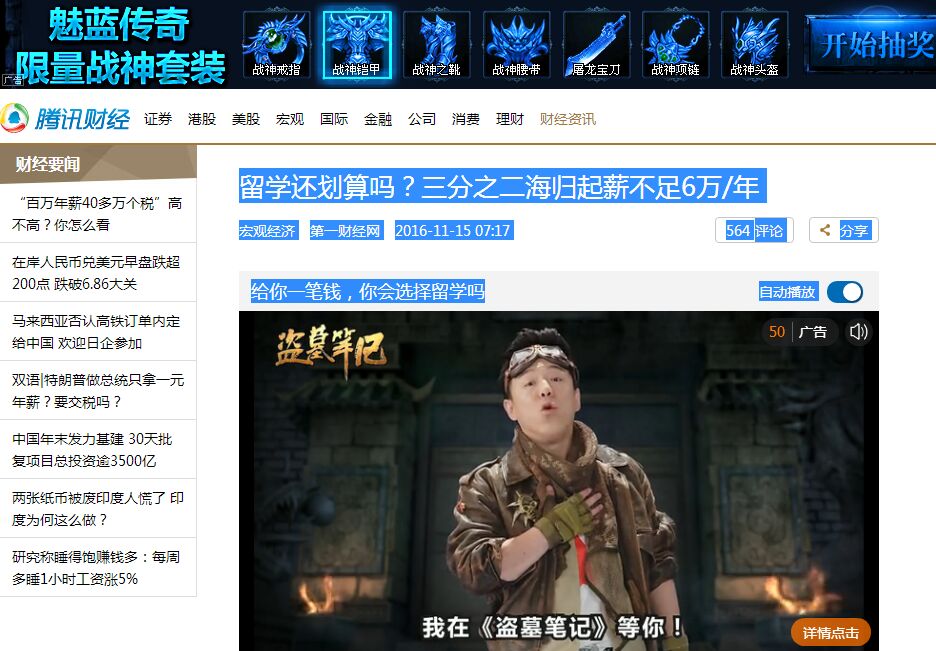 魅蓝传奇
限量战神套装
广告
战神戒指
战神铠甲
战神之靴
战神腰带
屠龙宝刀
战神项链
战神头盔
开始抽奖
腾讯财经 证券 港股 美股 宏观 国际 金融 公司 消费 理财 财经资讯
财经要闻
“百万年薪40多万个税”高
不高？你怎么看
在岸人民币兑美元早盘跌超
200点 跌破6.86大关
马来西亚否认高铁订单内定
给中国 欢迎日企参加
双语|特朗普做总统只拿一元
年薪？要交税吗？
中国年末发力基建 30天批
复项目总投资逾3500亿
两张纸币被废印度人慌了 印
度为何这么做？
研究称睡得饱赚钱多：每周
多睡1小时工资涨5%
留学还划算吗？三分之二海归起薪不足6万/年
宏观经济 第一财经网 2016-11-15 07:17 564 评论 分享
给你一笔钱，你会选择留学吗 自动播放
盗墓笔记
50 广告
我在《盗墓笔记》等你！
详情点击